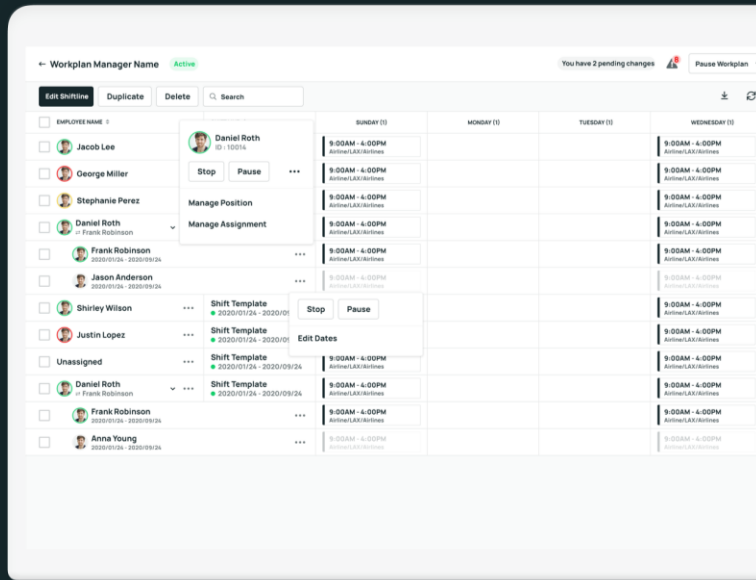 ← Workplan Manager Name Active
You have 2 pending changes
Pause Workplan
Edit Shiftline Duplicate Delete Search
EMPLOYEE NAME SUNDAY (1) MONDAY (1) TUESDAY (1) WEDNESDAY (1)
Daniel Roth
ID : 10014
Stop Pause •••
Manage Position
Manage Assignment
Jacob Lee 9:00AM - 4:00PM 9:00AM - 4:00PM
Airline/LAX/Airlines Airline/LAX/Airlines
George Miller 9:00AM - 4:00PM 9:00AM - 4:00PM
Airline/LAX/Airlines Airline/LAX/Airlines
Stephanie Perez 9:00AM - 4:00PM 9:00AM - 4:00PM
Airline/LAX/Airlines Airline/LAX/Airlines
Daniel Roth 9:00AM - 4:00PM 9:00AM - 4:00PM
Frank Robinson Airline/LAX/Airlines Airline/LAX/Airlines
Frank Robinson ••• 9:00AM - 4:00PM 9:00AM - 4:00PM
2020/01/24 - 2020/09/24 Airline/LAX/Airlines Airline/LAX/Airlines
Jason Anderson ••• 9:00AM - 4:00PM 9:00AM - 4:00PM
2020/01/24 - 2020/09/24 Airline/LAX/Airlines Airline/LAX/Airlines
Stop Pause
Edit Dates
Shirley Wilson ••• Shift Template 9:00AM - 4:00PM
2020/01/24 - 2020/09 Airline/LAX/Airlines
Justin Lopez ••• Shift Template 9:00AM - 4:00PM
2020/01/24 - 2020/09 Airline/LAX/Airlines
Unassigned ••• Shift Template 9:00AM - 4:00PM 9:00AM - 4:00PM
2020/01/24 - 2020/09/24 Airline/LAX/Airlines Airline/LAX/Airlines
Daniel Roth ••• Shift Template 9:00AM - 4:00PM 9:00AM - 4:00PM
Frank Robinson 2020/01/24 - 2020/09/24 Airline/LAX/Airlines Airline/LAX/Airlines
Frank Robinson ••• 9:00AM - 4:00PM 9:00AM - 4:00PM
2020/01/24 - 2020/09/24 Airline/LAX/Airlines Airline/LAX/Airlines
Anna Young ••• 9:00AM - 4:00PM 9:00AM - 4:00PM
2020/01/24 - 2020/09/24 Airline/LAX/Airlines Airline/LAX/Airlines